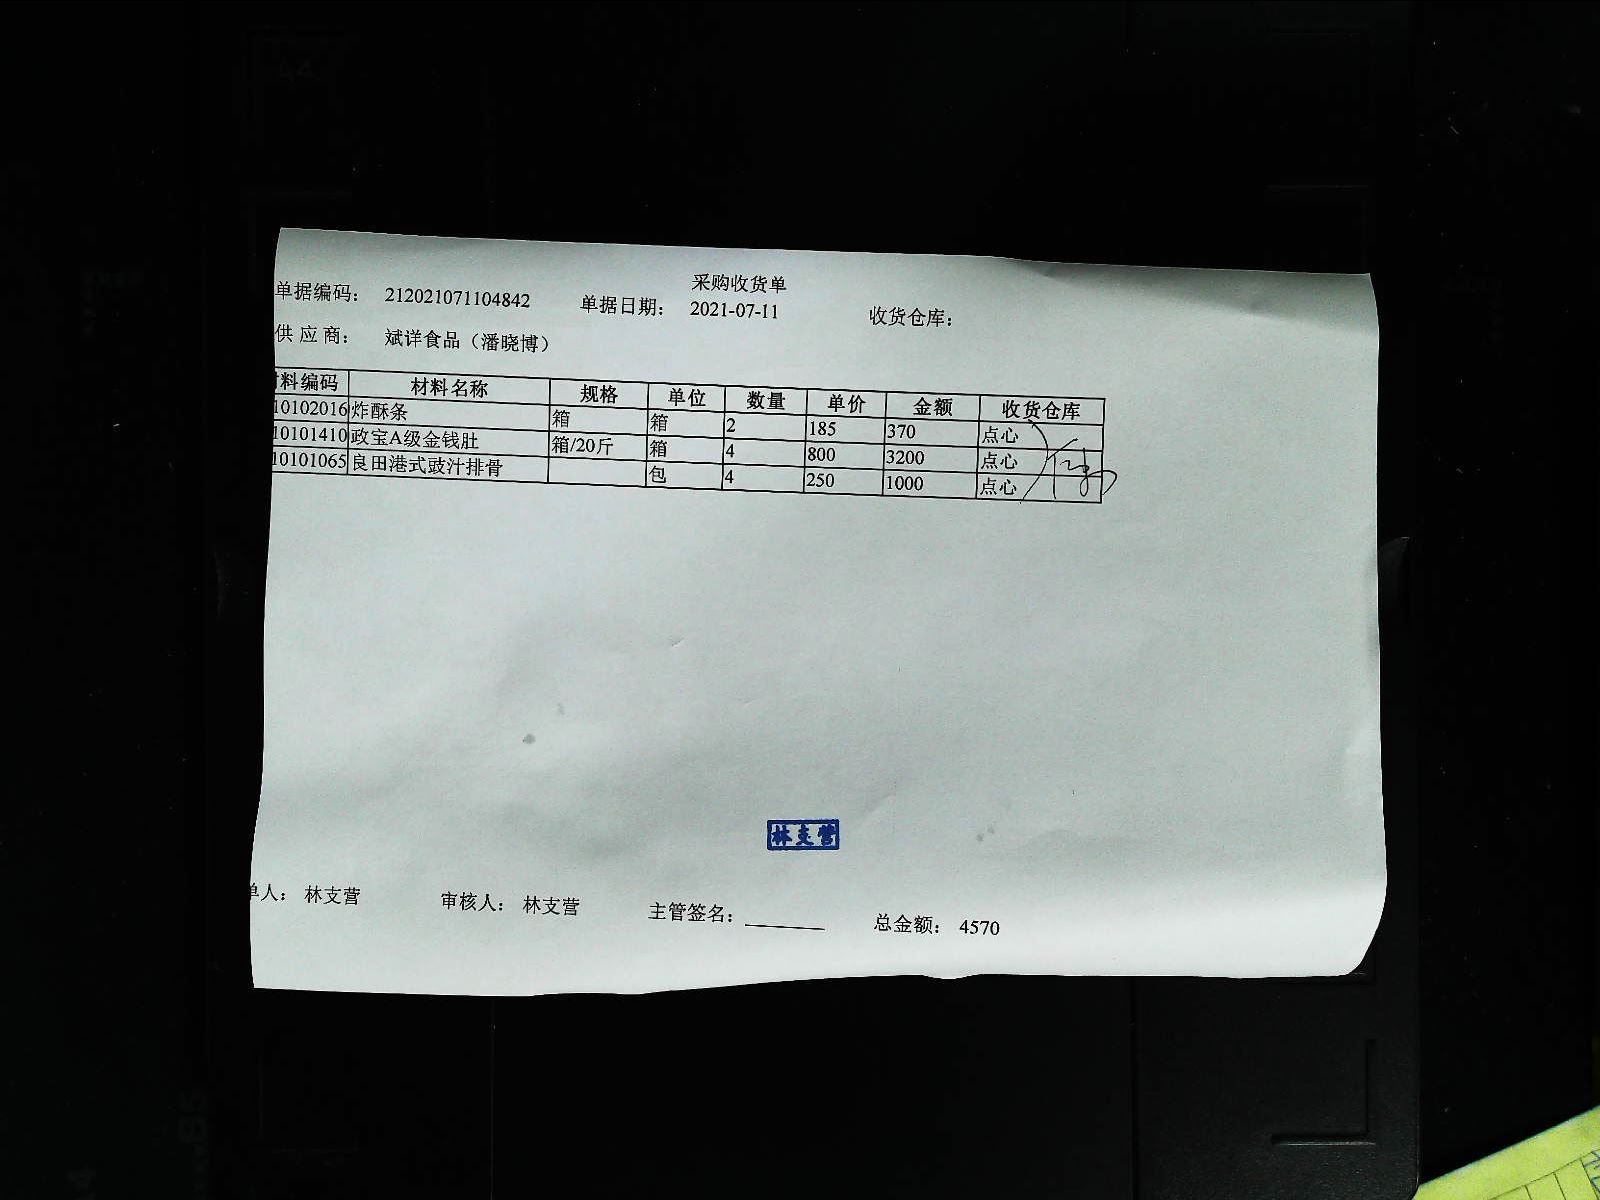 采购收货单
单据编码： 212021071104842 单据日期： 2021-07-11 收货仓库：
供 应 商： 斌详食品（潘晓博）
料编码 材料名称 规格 单位 数量 单价 金额 收货仓库
10102016 炸酥条 箱 箱 2 185 370 点心
10101410 政宝A级金钱肚 箱/20斤 箱 4 800 3200 点心
10101065 良田港式豉汁排骨 包 4 250 1000 点心
林支营
单人： 林支营 审核人： 林支营 主管签名： 总金额： 4570